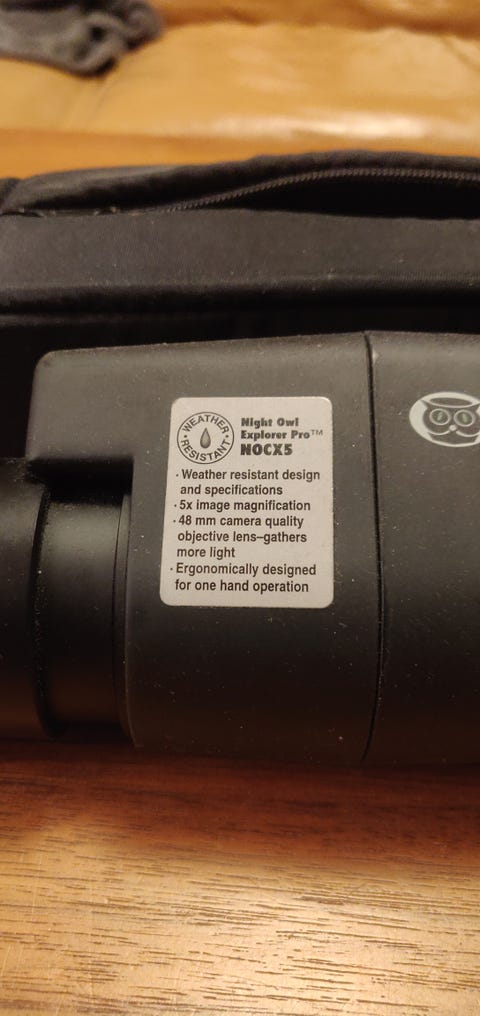 WEATHER
RESISTANT
Night Owl
Explorer Pro™
NOCX5
· Weather resistant design
and specifications
· 5x image magnification
· 48 mm camera quality
objective lens–gathers
more light
· Ergonomically designed
for one hand operation